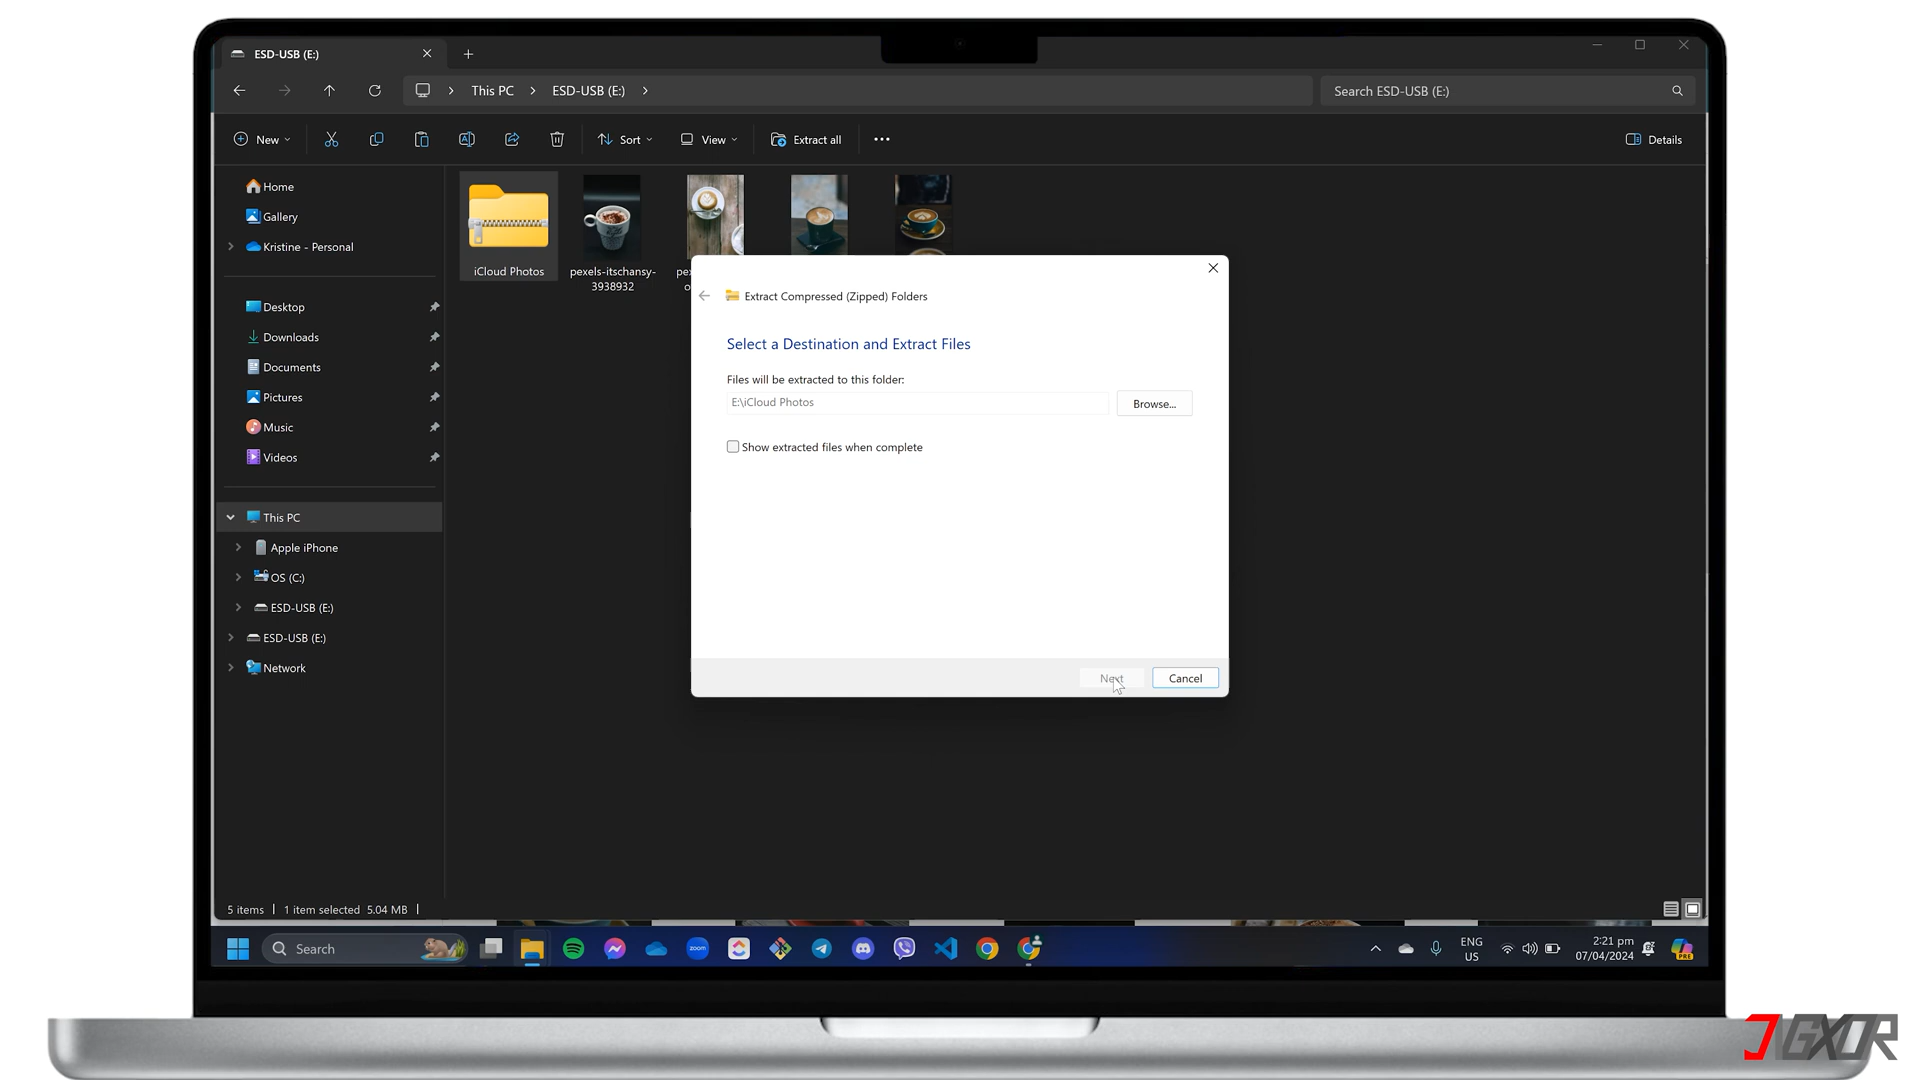 ESD-USB (E:)
This PC
ESD-USB (E:)
Search ESD-USB (E:)
New
Sort
View
Extract all
Details
Home
Gallery
Kristine - Personal
Desktop
Downloads
Documents
Pictures
Music
Videos
This PC
Apple iPhone
OS (C:)
ESD-USB (E:)
ESD-USB (E:)
Network
iCloud Photos
pexels-itschansy-
3938932
Extract Compressed (Zipped) Folders
Select a Destination and Extract Files
Files will be extracted to this folder:
E:\iCloud Photos
Browse...
Show extracted files when complete
Next
Cancel
5 items
1 item selected 5.04 MB
Search
zoom
ENG
US
2:21 pm
07/04/2024
PRE
JGXOR